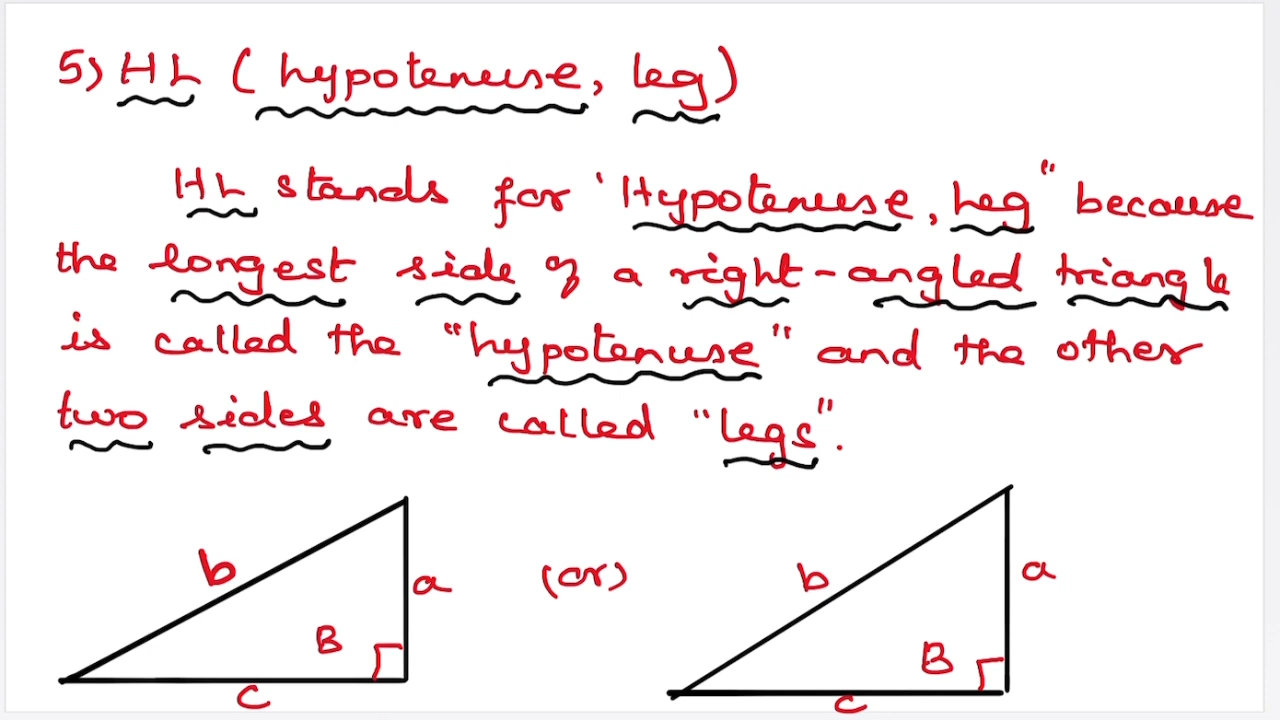 5) HL (hypotenuse, leg)
HL stands for 'Hypotenuse, Leg" because
the longest side of a right-angled triangle
is called the "hypotenuse" and the other
two sides are called "legs".
b a (or) b a
B B
c c